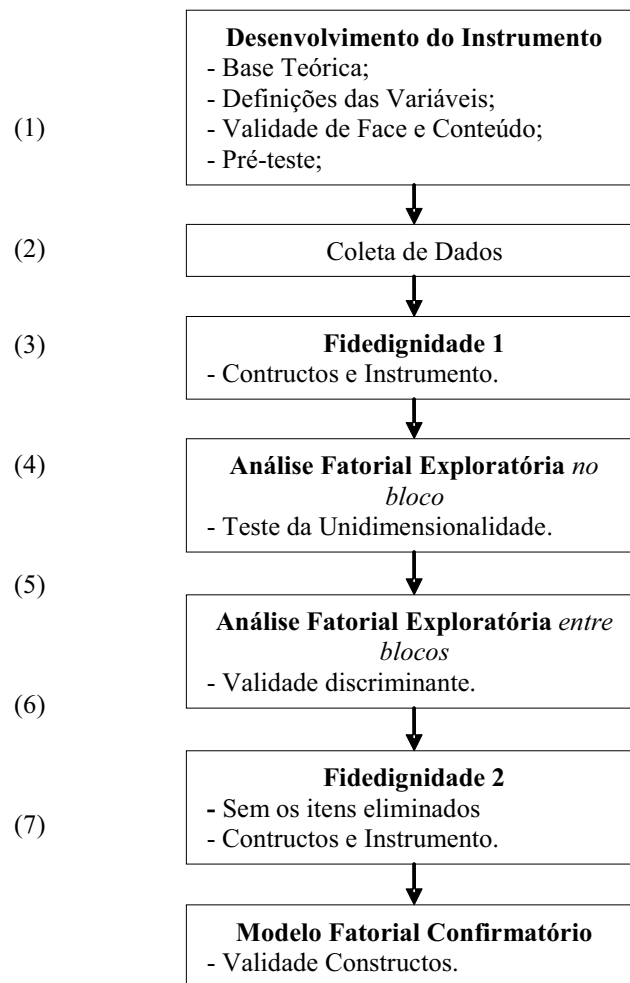 Desenvolvimento do Instrumento
- Base Teórica;
- Definições das Variáveis;
(1)
- Validade de Face e Conteúdo;
- Pré-teste;
(2)
Coleta de Dados
(3)
Fidedignidade 1
- Contructos e Instrumento.
(4)
Análise Fatorial Exploratória no
bloco
- Teste da Unidimensionalidade.
(5)
Análise Fatorial Exploratória entre
blocos
- Validade discriminante.
(6)
Fidedignidade 2
- Sem os itens eliminados
(7)
- Contructos e Instrumento.
Modelo Fatorial Confirmatório
- Validade Constructos.